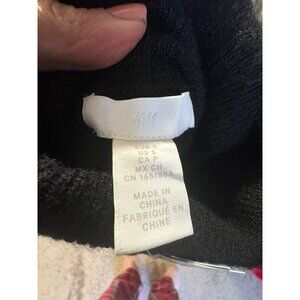 H&M
EUR S
US S
CA P
MX CH
CN 165/88A
MADE IN
CHINA
FABRIQUÉ EN
CHINE